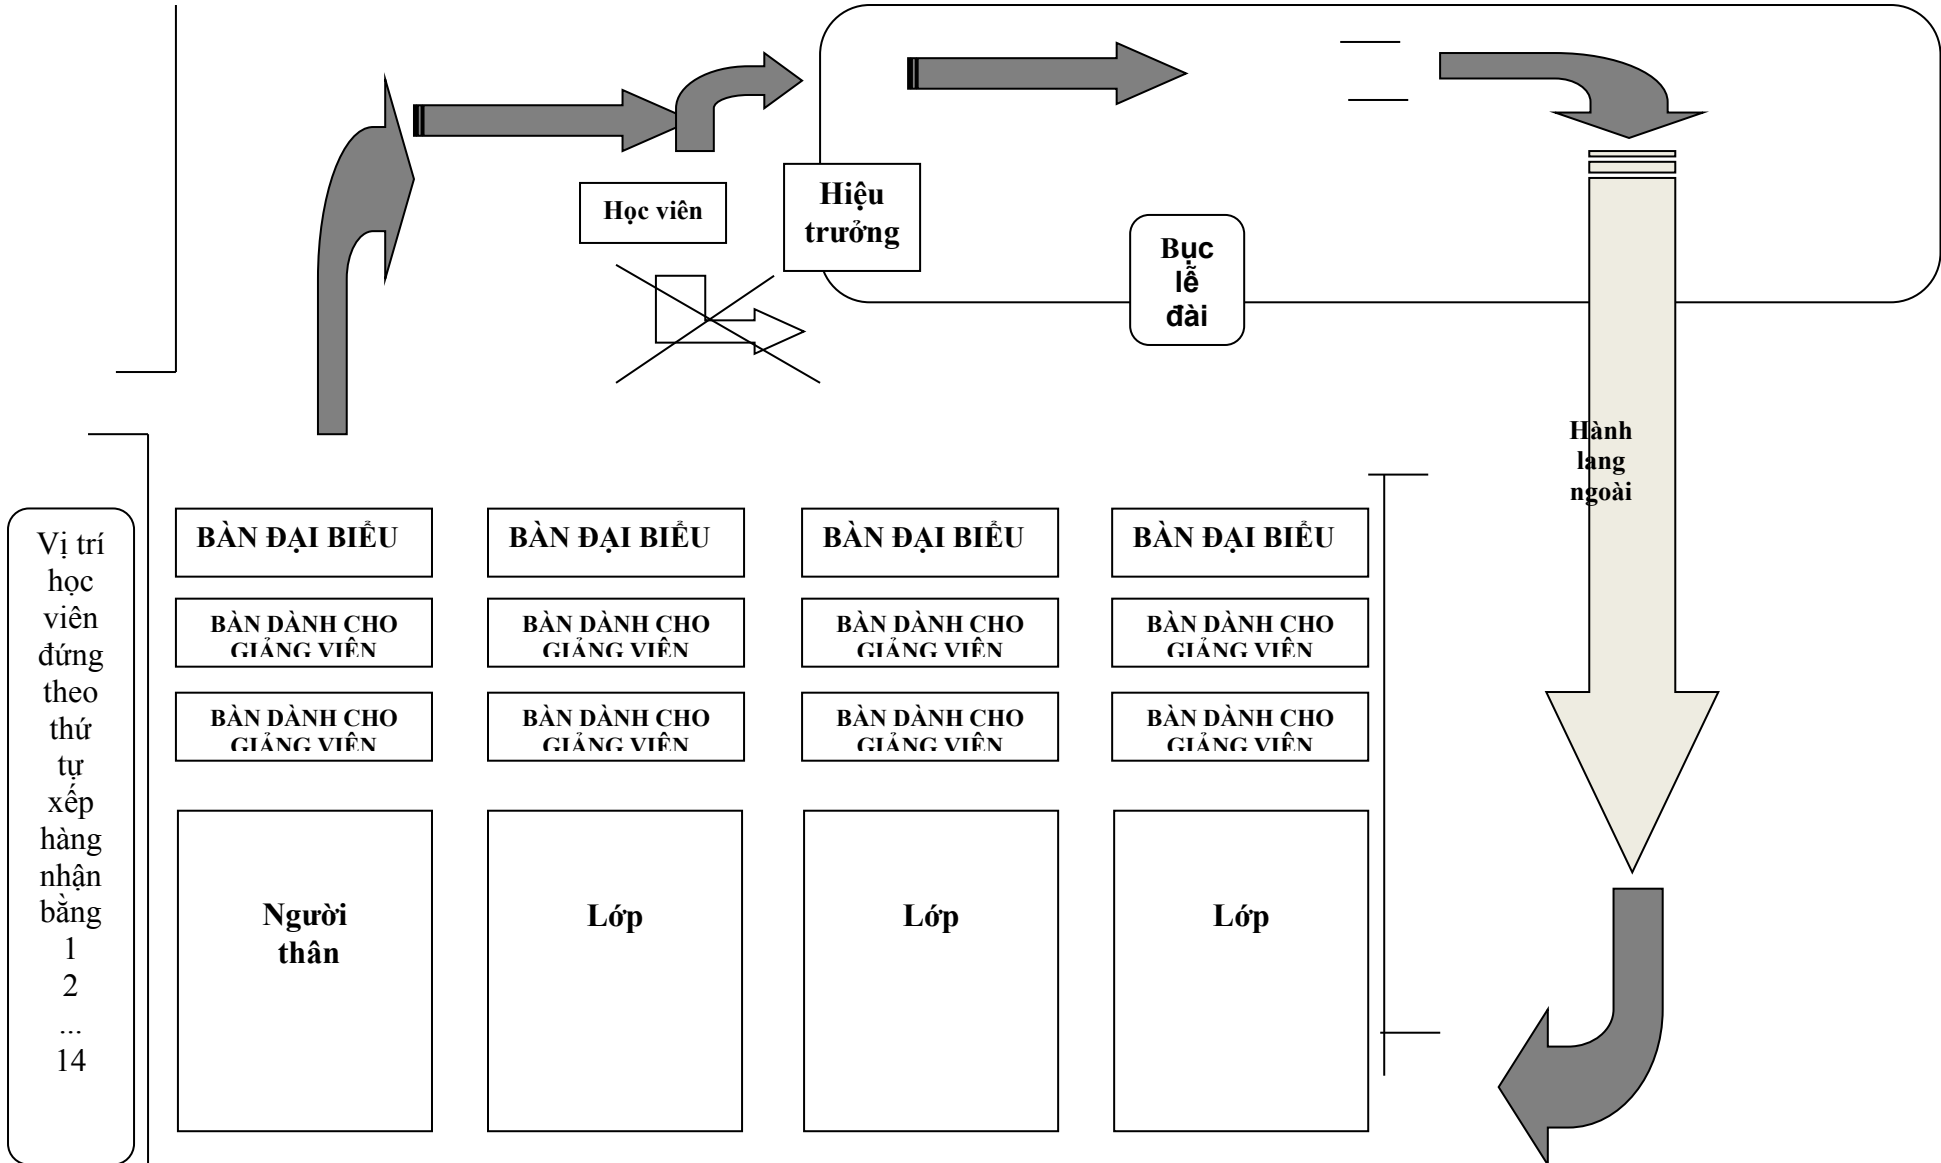 Học viên
Hiệu
trưởng
Bục
lễ
đài
Hành
lang
ngoài
Vị trí
học
viên
đứng
theo
thứ
tự
xếp
hàng
nhận
bằng
1
2
...
14
BÀN ĐẠI BIỂU
BÀN ĐẠI BIỂU
BÀN ĐẠI BIỂU
BÀN ĐẠI BIỂU
BÀN DÀNH CHO
GIẢNG VIÊN
BÀN DÀNH CHO
GIẢNG VIÊN
BÀN DÀNH CHO
GIẢNG VIÊN
BÀN DÀNH CHO
GIẢNG VIÊN
BÀN DÀNH CHO
GIẢNG VIÊN
BÀN DÀNH CHO
GIẢNG VIÊN
BÀN DÀNH CHO
GIẢNG VIÊN
BÀN DÀNH CHO
GIẢNG VIÊN
Người
thân
Lớp
Lớp
Lớp